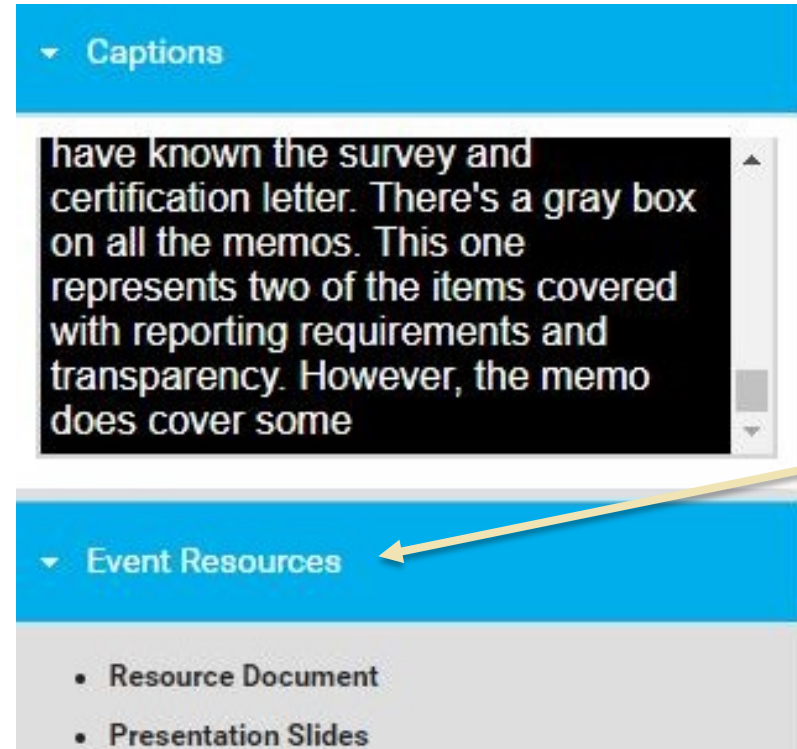 Captions
have known the survey and
certification letter. There's a gray box
on all the memos. This one
represents two of the items covered
with reporting requirements and
transparency. However, the memo
does cover some
Event Resources
• Resource Document
• Presentation Slides